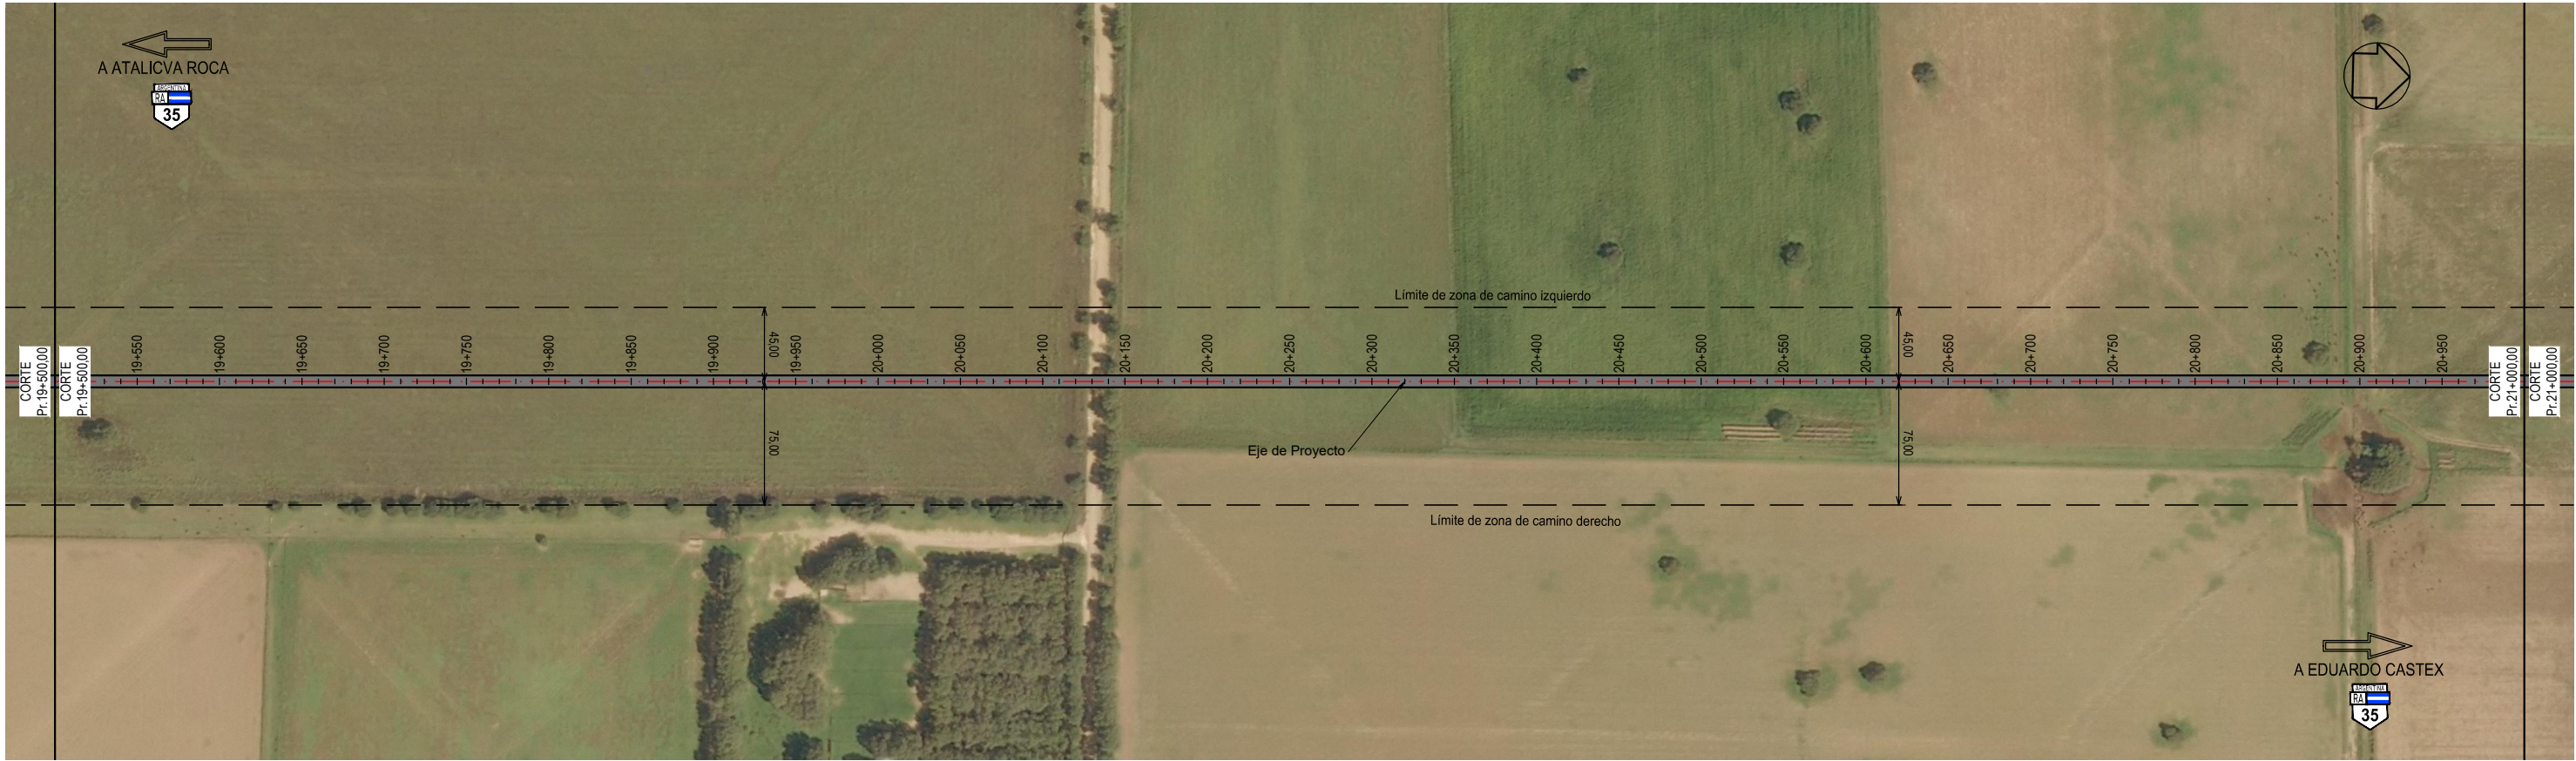 A ATALICVA ROCA
ARGENTINA
RA
35
Límite de zona de camino izquierdo
45,00
45,00
CORTE
Pr.19+500,00
CORTE
Pr.19+500,00
19+550
19+600
19+650
19+700
19+750
19+800
19+850
19+900
19+950
20+000
20+050
20+100
20+150
20+200
20+250
20+300
20+350
20+400
20+450
20+500
20+550
20+600
20+650
20+700
20+750
20+800
20+850
20+900
20+950
CORTE
Pr.21+000,00
CORTE
Pr.21+000,00
75,00
75,00
Eje de Proyecto
Límite de zona de camino derecho
A EDUARDO CASTEX
ARGENTINA
RA
35